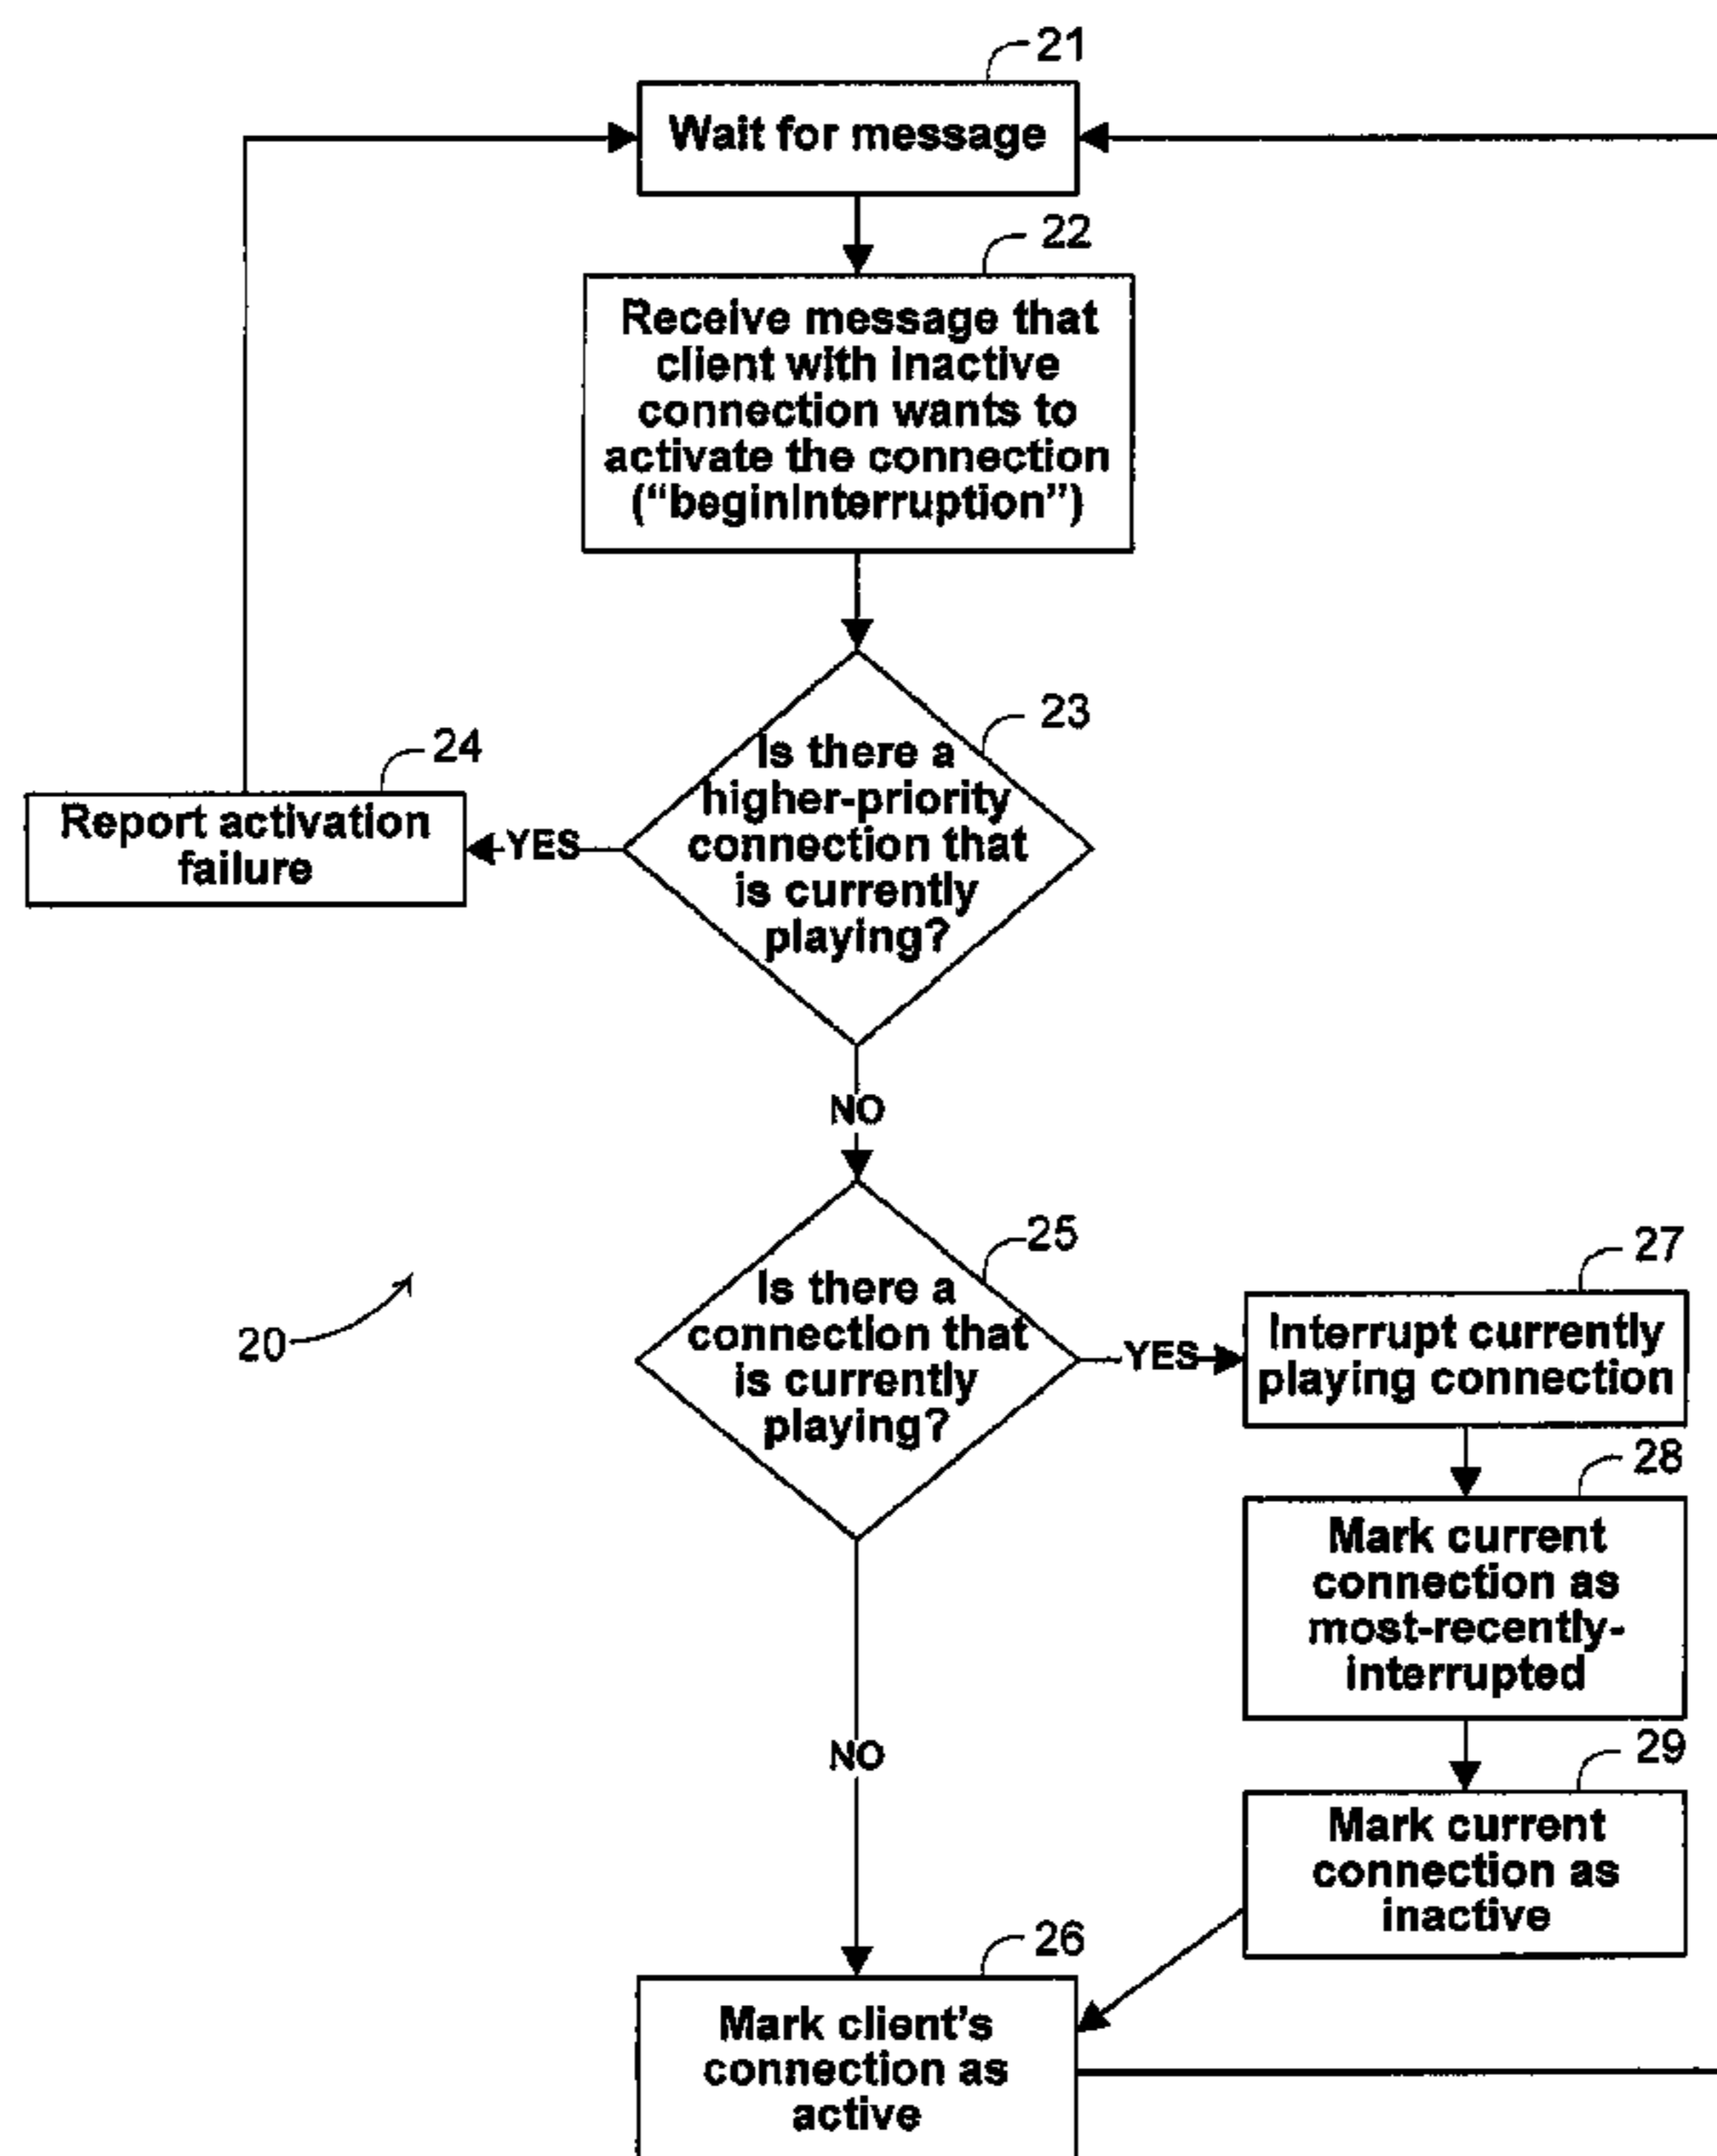 21
Wait for message
22
Receive message that
client with inactive
connection wants to
activate the connection
(“beginInterruption”)
23
Is there a
higher-priority
connection that
is currently
playing?
YES
24
Report activation
failure
NO
25
Is there a
connection that
is currently
playing?
YES
27
Interrupt currently
playing connection
28
Mark current
connection as
most-recently-
interrupted
29
Mark current
connection as
inactive
20
NO
26
Mark client’s
connection as
active